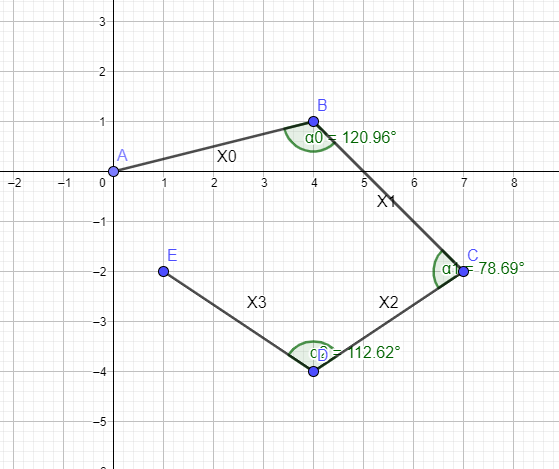 3
2
B
1
α0 = 120.96°
A
X0
−2 −1 0 1 2 3 4 5 6 7 8
X1
−1
E
C
−2
α1 = 78.69°
X3
X2
−3
D
= 112.62°
−4
−5